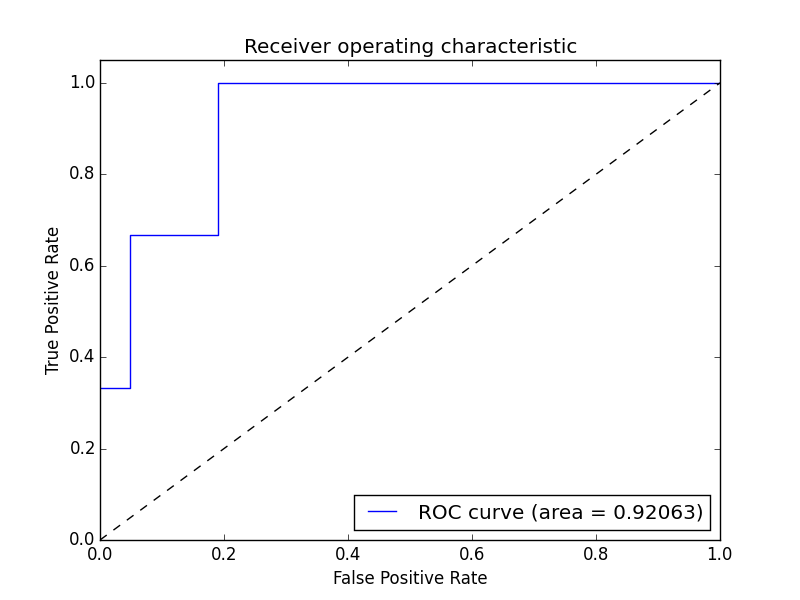 Receiver operating characteristic
True Positive Rate
1.0
0.8
0.6
0.4
0.2
0.0
ROC curve (area = 0.92063)
0.0 0.2 0.4 0.6 0.8 1.0
False Positive Rate